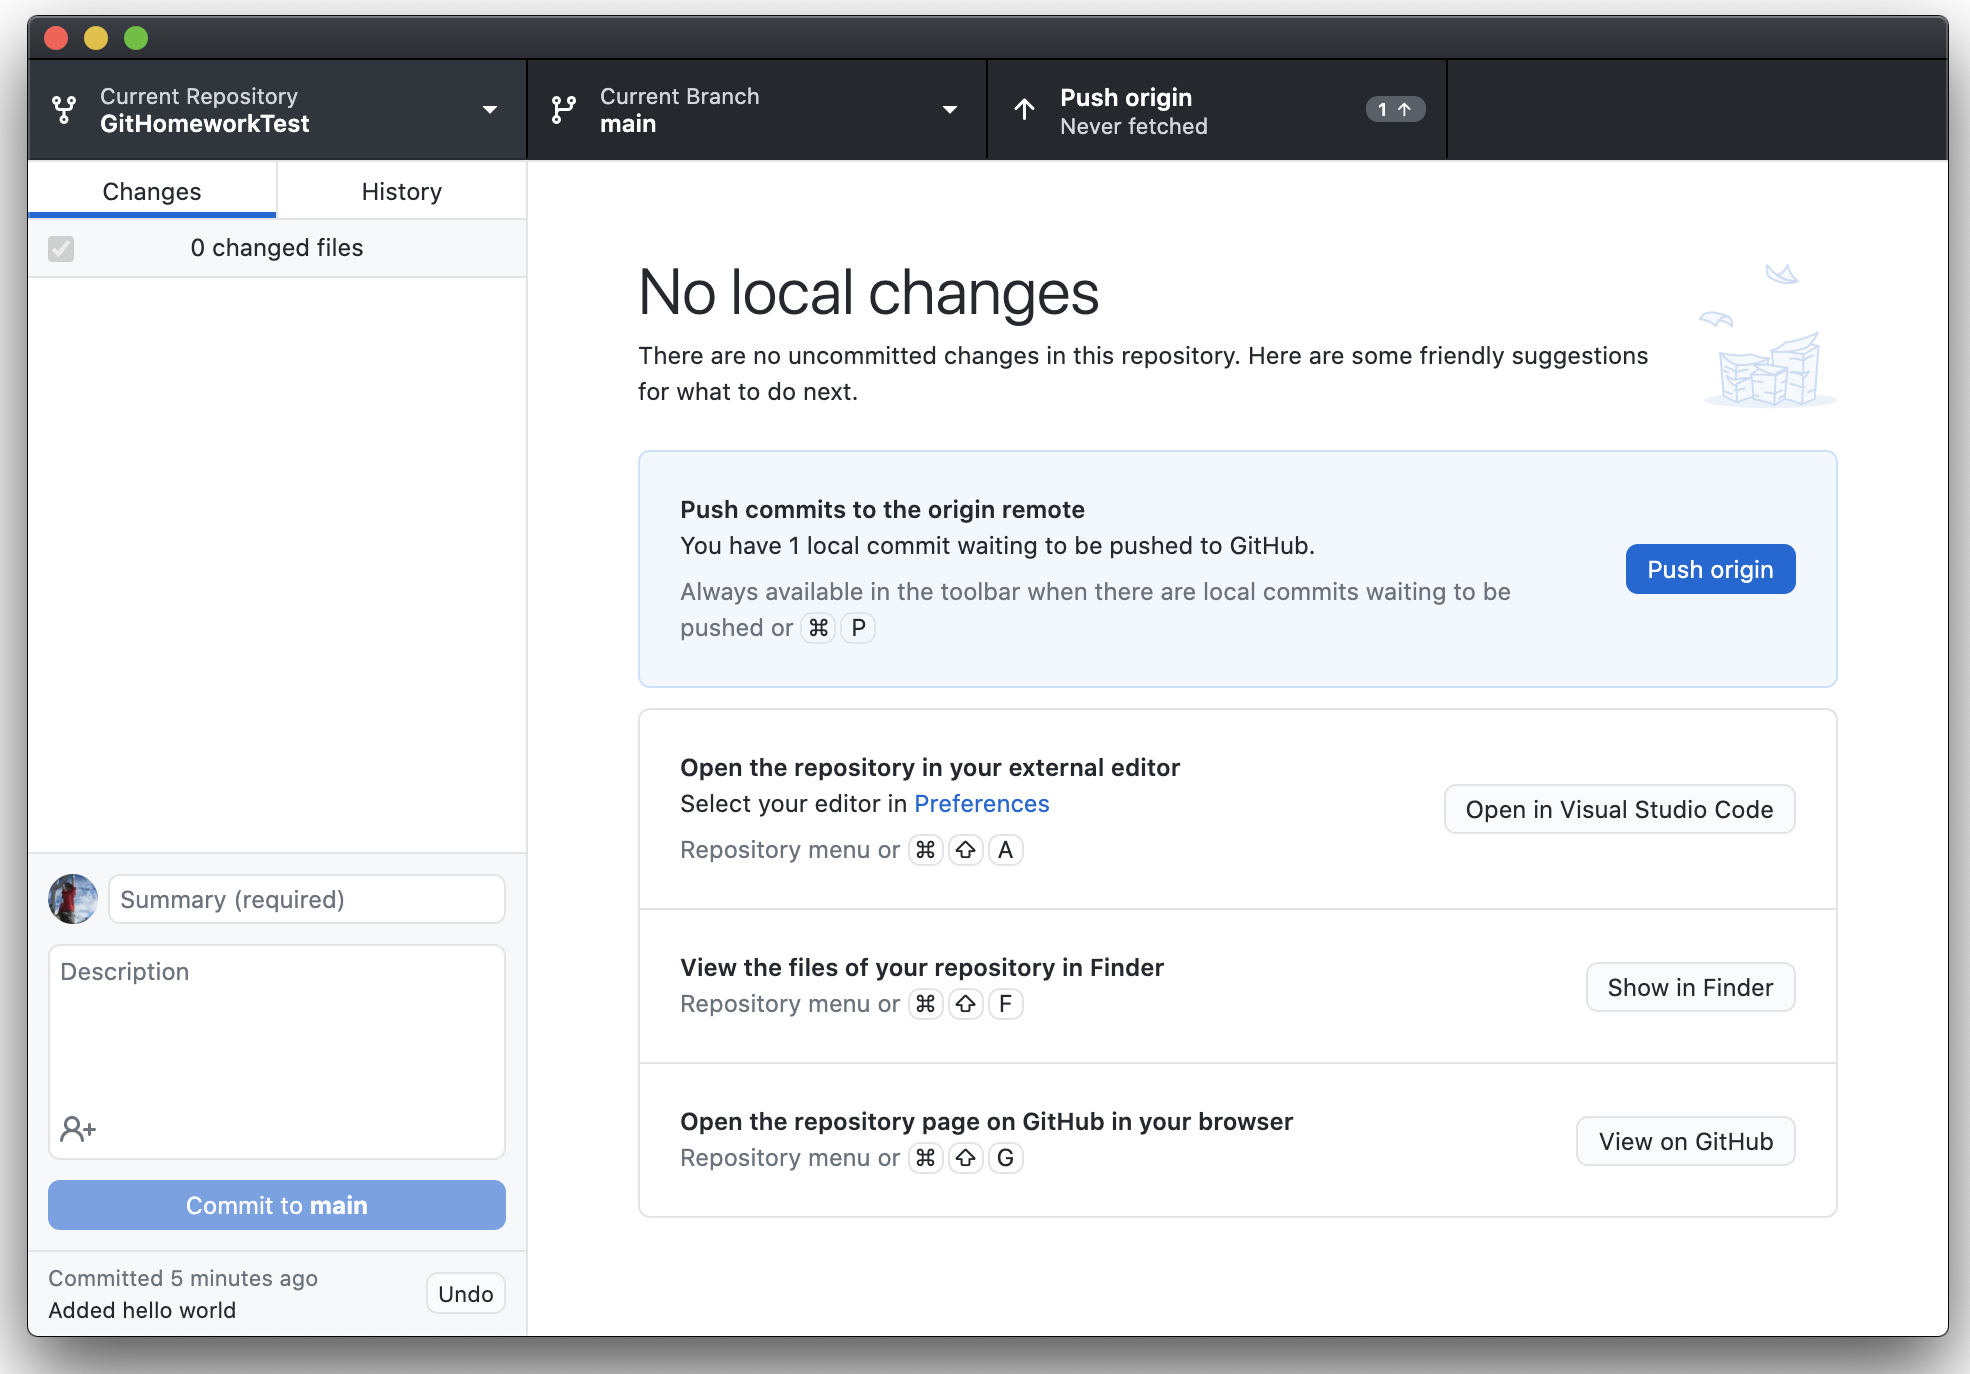 Current Repository
GitHomeworkTest
Current Branch
main
Push origin
Never fetched
1 ↑
Changes
History
0 changed files
No local changes
There are no uncommitted changes in this repository. Here are some friendly suggestions
for what to do next.
Push commits to the origin remote
You have 1 local commit waiting to be pushed to GitHub.
Always available in the toolbar when there are local commits waiting to be
pushed or ⌘ P
Push origin
Open the repository in your external editor
Select your editor in Preferences
Repository menu or ⌘ ⇧ A
Open in Visual Studio Code
View the files of your repository in Finder
Repository menu or ⌘ ⇧ F
Show in Finder
Open the repository page on GitHub in your browser
Repository menu or ⌘ ⇧ G
View on GitHub
Summary (required)
Description
Commit to main
Committed 5 minutes ago
Added hello world
Undo